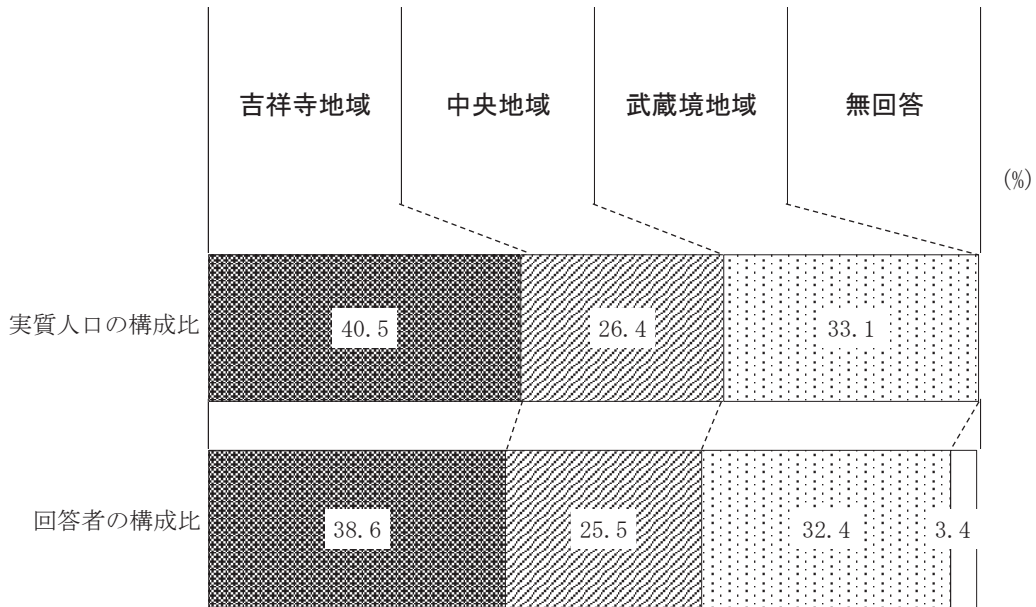 吉祥寺地域 中央地域 武蔵境地域 無回答
(%)
実質人口の構成比 40.5 26.4 33.1
回答者の構成比 38.6 25.5 32.4 3.4